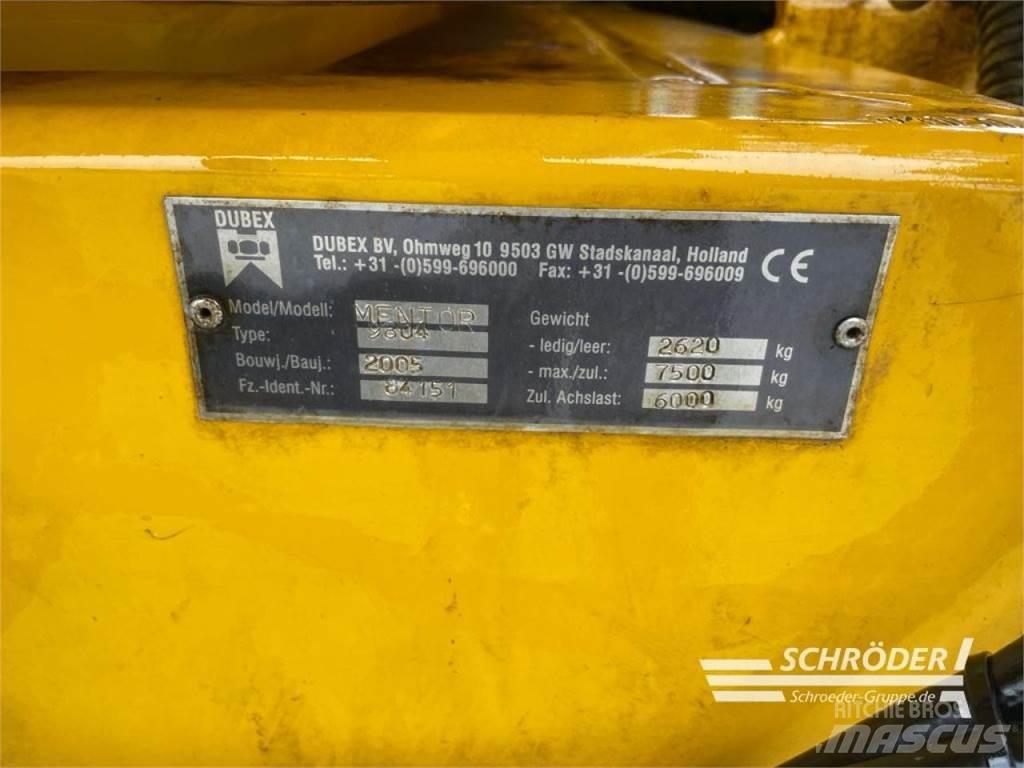 DUBEX
DUBEX BV, Ohmweg 10 9503 GW Stadskanaal, Holland
Tel.: +31 -(0)599-696000 Fax: +31 -(0)599-696009
CE
Model/Modell: MENTOR
Type: 9804
Bouwj./Bauj.: 2005
Fz.-Ident.-Nr.: 84151
Gewicht
- ledig/leer: 2620 kg
- max./zul.: 7500 kg
Zul. Achslast: 6000 kg
SCHRÖDER
Schroeder-Gruppe.de
RITCHIE BROS
MASCUS